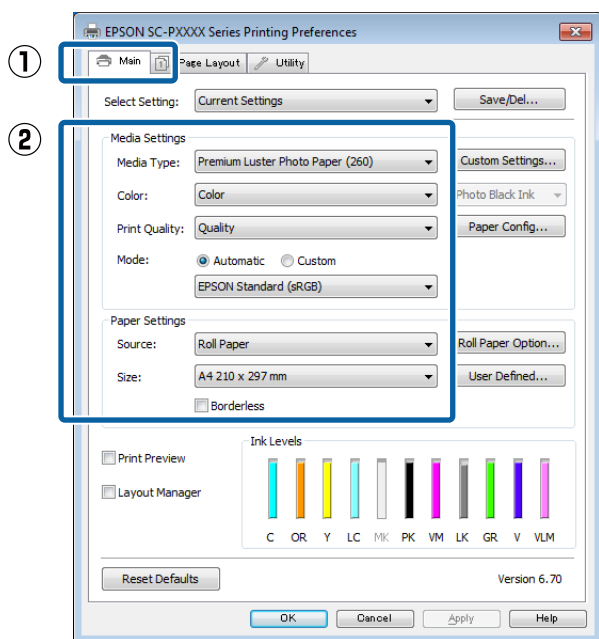 EPSON SC-PXXXX Series Printing Preferences
① Main 1 Page Layout Utility
Select Setting: Current Settings Save/Del...
②
Media Settings
Media Type: Premium Luster Photo Paper (260) Custom Settings...
Color: Color Photo Black Ink
Print Quality: Quality Paper Config...
Mode: Automatic Custom
EPSON Standard (sRGB)
Paper Settings
Source: Roll Paper Roll Paper Option...
Size: A4 210 x 297 mm User Defined...
Borderless
Ink Levels
Print Preview
Layout Manager
C OR Y LC MK PK VM LK GR V VLM
Reset Defaults Version 6.70
OK Cancel Apply Help